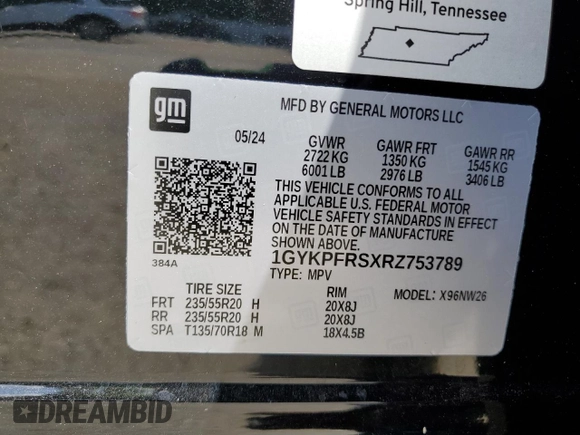 Spring Hill, Tennessee
gm
MFD BY GENERAL MOTORS LLC
05/24 GVWR GAWR FRT GAWR RR
2722 KG 1350 KG 1545 KG
6001 LB 2976 LB 3406 LB
THIS VEHICLE CONFORMS TO ALL
APPLICABLE U.S. FEDERAL MOTOR
VEHICLE SAFETY STANDARDS IN EFFECT
ON THE DATE OF MANUFACTURE
SHOWN ABOVE.
384A
1GYKPFRSXRZ753789
TYPE: MPV
TIRE SIZE RIM MODEL: X96NW26
FRT 235/55R20 H 20X8J
RR 235/55R20 H 20X8J
SPA T135/70R18 M 18X4.5B
DREAMBID